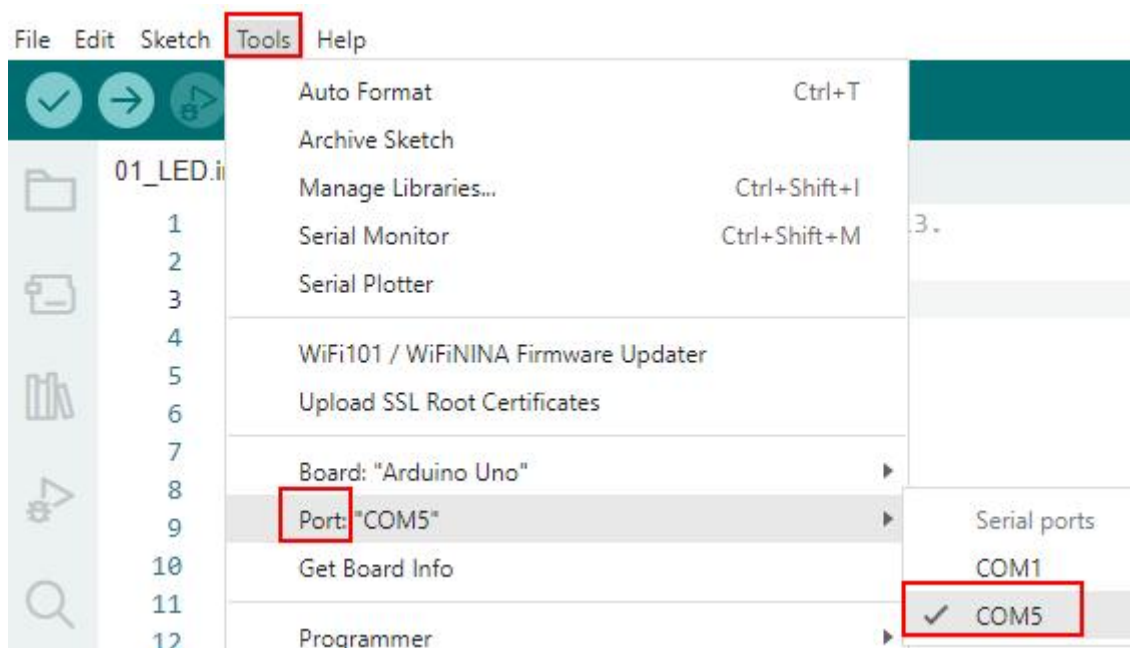 File Edit Sketch Tools Help
Auto Format Ctrl+T
Archive Sketch
01_LED.i
Manage Libraries... Ctrl+Shift+I
1
Serial Monitor Ctrl+Shift+M
3.
2
Serial Plotter
3
4
WiFi101 / WiFiNINA Firmware Updater
5
Upload SSL Root Certificates
6
7
Board: "Arduino Uno"
8
Port: "COM5"
Serial ports
9
Get Board Info
COM1
10
11
COM5
Programmer
12